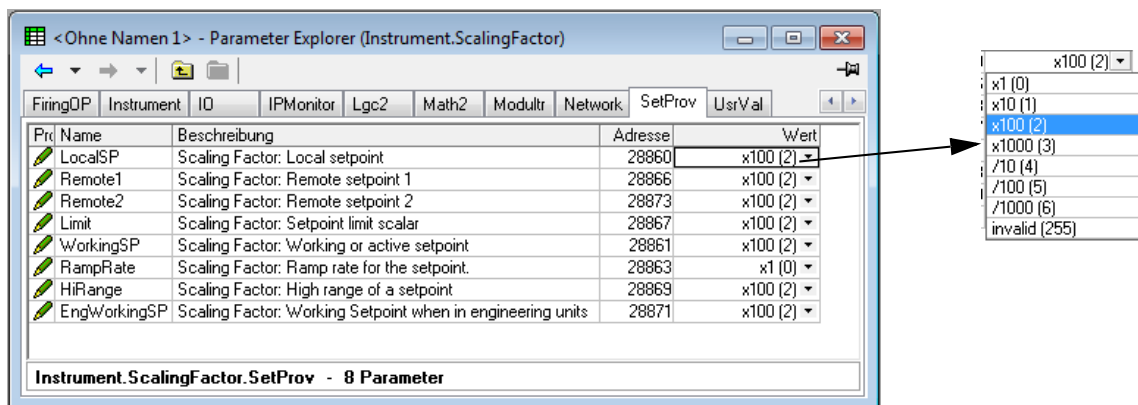 <Ohne Namen 1> - Parameter Explorer (Instrument.ScalingFactor)
FiringOP Instrument IO IPMonitor Lgc2 Math2 Modultr Network SetProv UsrVal
Name Beschreibung Adresse Wert
LocalSP Scaling Factor: Local setpoint 28860 x100 (2)
Remote1 Scaling Factor: Remote setpoint 1 28866 x100 (2)
Remote2 Scaling Factor: Remote setpoint 2 28873 x100 (2)
Limit Scaling Factor: Setpoint limit scalar 28867 x100 (2)
WorkingSP Scaling Factor: Working or active setpoint 28861 x100 (2)
RampRate Scaling Factor: Ramp rate for the setpoint. 28863 x1 (0)
HiRange Scaling Factor: High range of a setpoint 28869 x100 (2)
EngWorkingSP Scaling Factor: Working Setpoint when in engineering units 28871 x100 (2)
Instrument.ScalingFactor.SetProv - 8 Parameter
x100 (2)
x1 (0)
x10 (1)
x100 (2)
x1000 (3)
/10 (4)
/100 (5)
/1000 (6)
invalid (255)